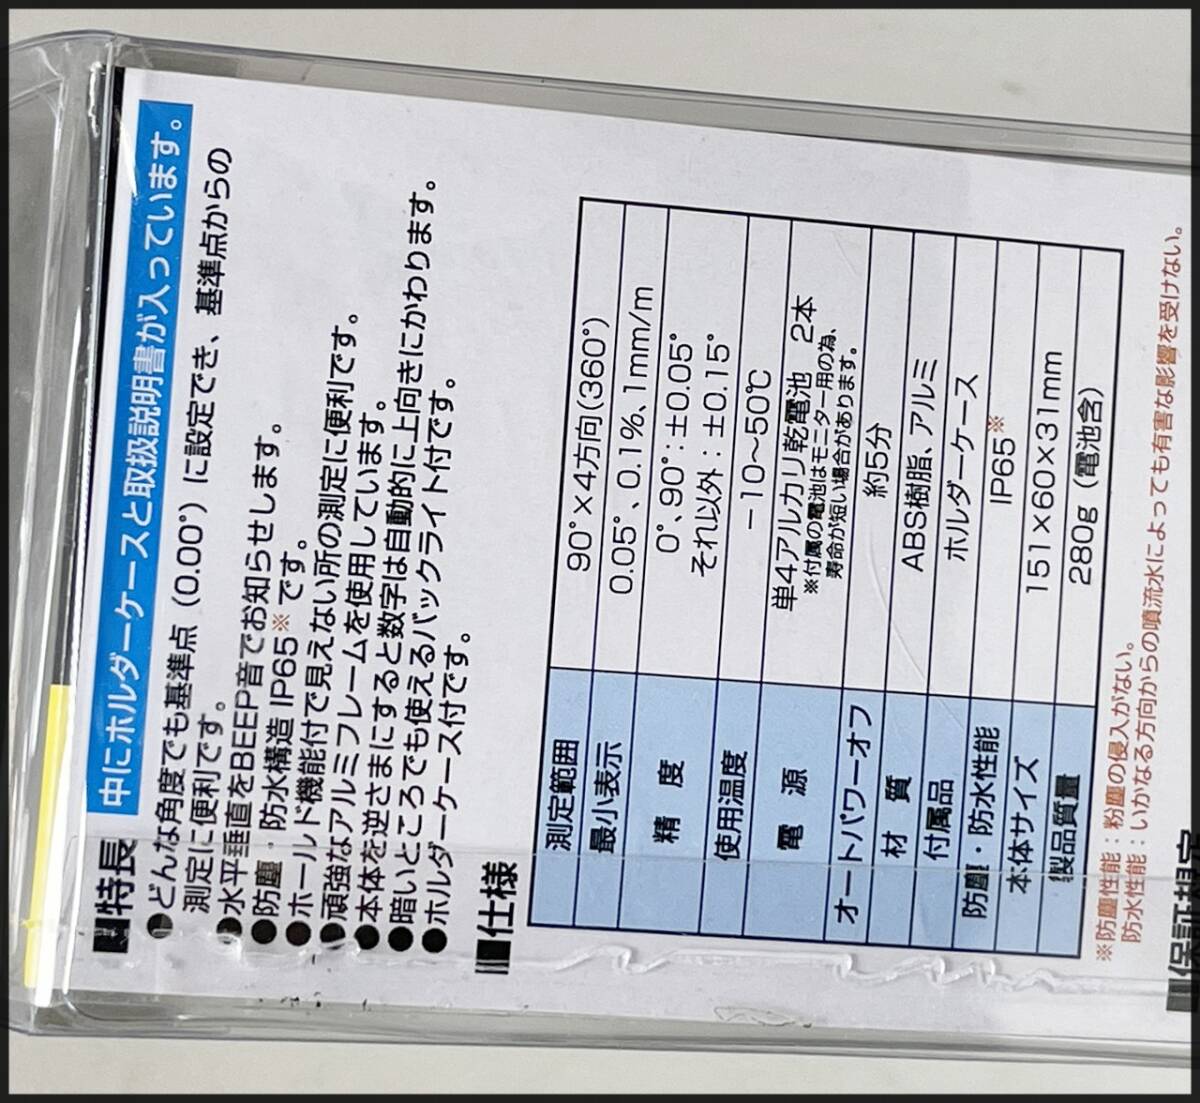 ■特長 中にホルダーケースと取扱説明書が入っています。
●どんな角度でも基準点（0.00°）に設定でき、基準点からの
測定に便利です。
●水平垂直をBEEP音でお知らせします。
●防塵・防水構造 IP65※です。
●ホールド機能付で見えない所の測定に便利です。
●頑強なアルミフレームを使用しています。
●本体を逆さまにすると数字は自動的に上向きにかわります。
●暗いところでも使えるバックライト付です。
●ホルダーケース付です。
■仕様
測定範囲 90°×4方向(360°)
最小表示 0.05°、0.1%、1mm/m
精度 0°、90°：±0.05°
それ以外：±0.15°
使用温度 －10～50℃
電源 単4アルカリ乾電池 2本
※付属の電池はモニター用の為、
寿命が短い場合があります。
オートパワーオフ 約5分
材質 ABS樹脂、アルミ
付属品 ホルダーケース
防塵・防水性能 IP65※
本体サイズ 151×60×31mm
製品質量 280g（電池含）
※防塵性能：粉塵の侵入がない。
防水性能：いかなる方向からの噴流水によっても有害な影響を受けない。
■保証規定